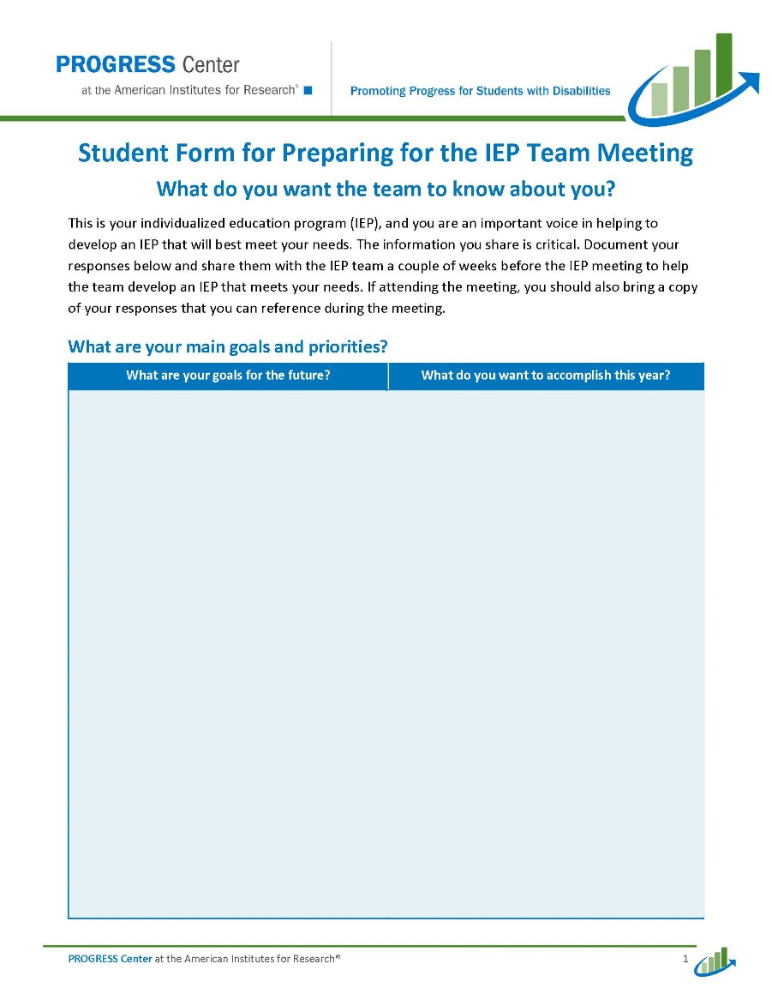 PROGRESS Center
at the American Institutes for Research®
Promoting Progress for Students with Disabilities
Student Form for Preparing for the IEP Team Meeting
What do you want the team to know about you?
This is your individualized education program (IEP), and you are an important voice in helping to
develop an IEP that will best meet your needs. The information you share is critical. Document your
responses below and share them with the IEP team a couple of weeks before the IEP meeting to help
the team develop an IEP that meets your needs. If attending the meeting, you should also bring a copy
of your responses that you can reference during the meeting.
What are your main goals and priorities?
What are your goals for the future? What do you want to accomplish this year?
PROGRESS Center at the American Institutes for Research® 1